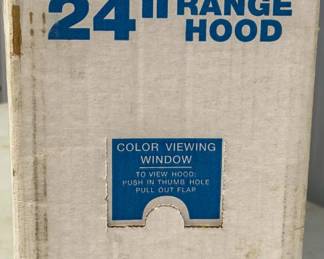 24" RANGE
HOOD
COLOR VIEWING
WINDOW
TO VIEW HOOD:
PUSH IN THUMB HOLE
PULL OUT FLAP